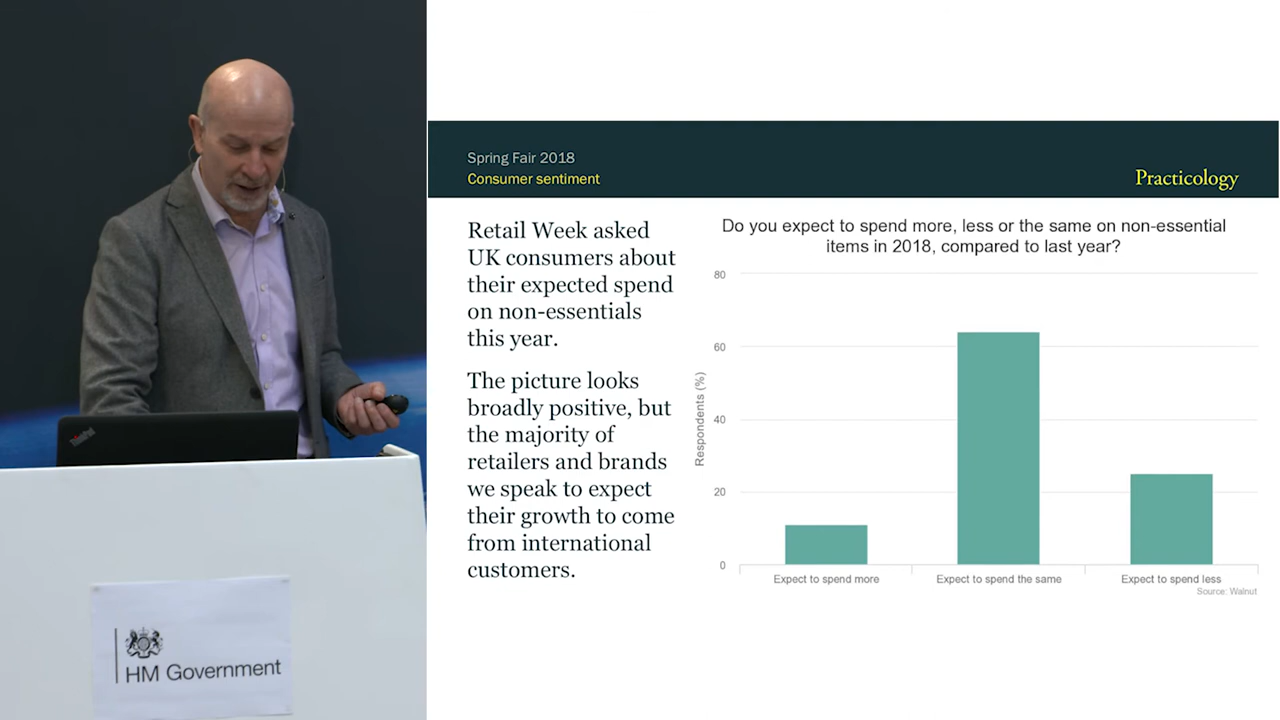 Spring Fair 2018
Consumer sentiment
Practicology
Retail Week asked
UK consumers about
their expected spend
on non-essentials
this year.
The picture looks
broadly positive, but
the majority of
retailers and brands
we speak to expect
their growth to come
from international
customers.
Do you expect to spend more, less or the same on non-essential
items in 2018, compared to last year?
Respondents (%)
80
60
40
20
0
Expect to spend more
Expect to spend the same
Expect to spend less
Source: Walnut
ThinkPad
HM Government